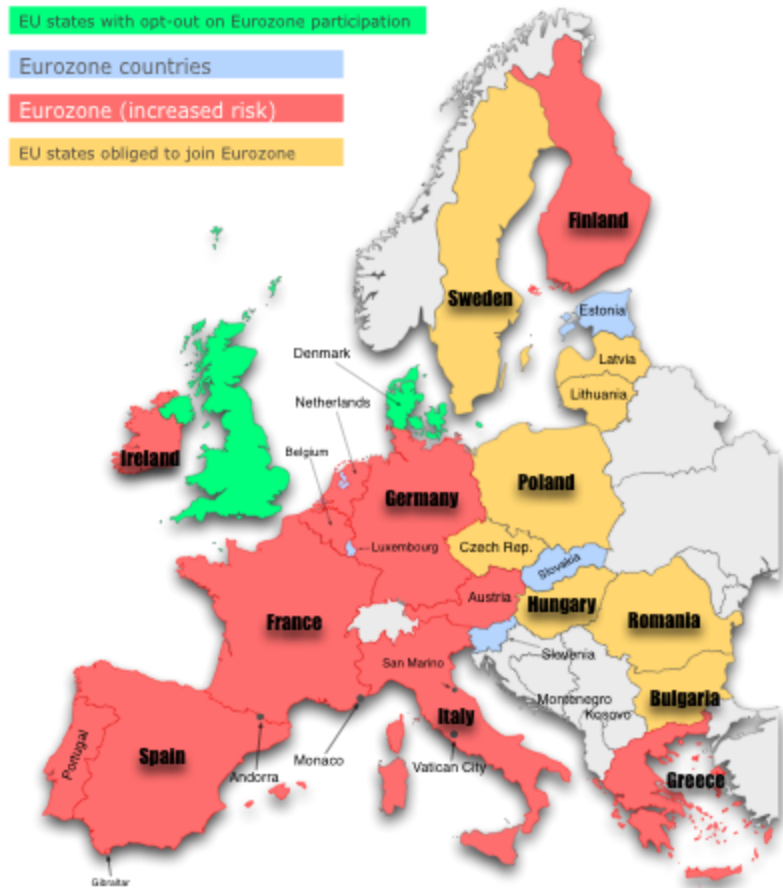 EU states with opt-out on Eurozone participation
Eurozone countries
Eurozone (increased risk)
EU states obliged to join Eurozone
Finland
Sweden
Estonia
Latvia
Denmark
Lithuania
Netherlands
Belgium
Ireland
Poland
Germany
Czech Rep.
Luxembourg
Slovakia
Austria
Hungary
France
Romania
Slovenia
San Marino
Montenegro
Bulgaria
Kosovo
Italy
Portugal
Spain
Monaco
Vatican City
Andorra
Greece
Gibraltar